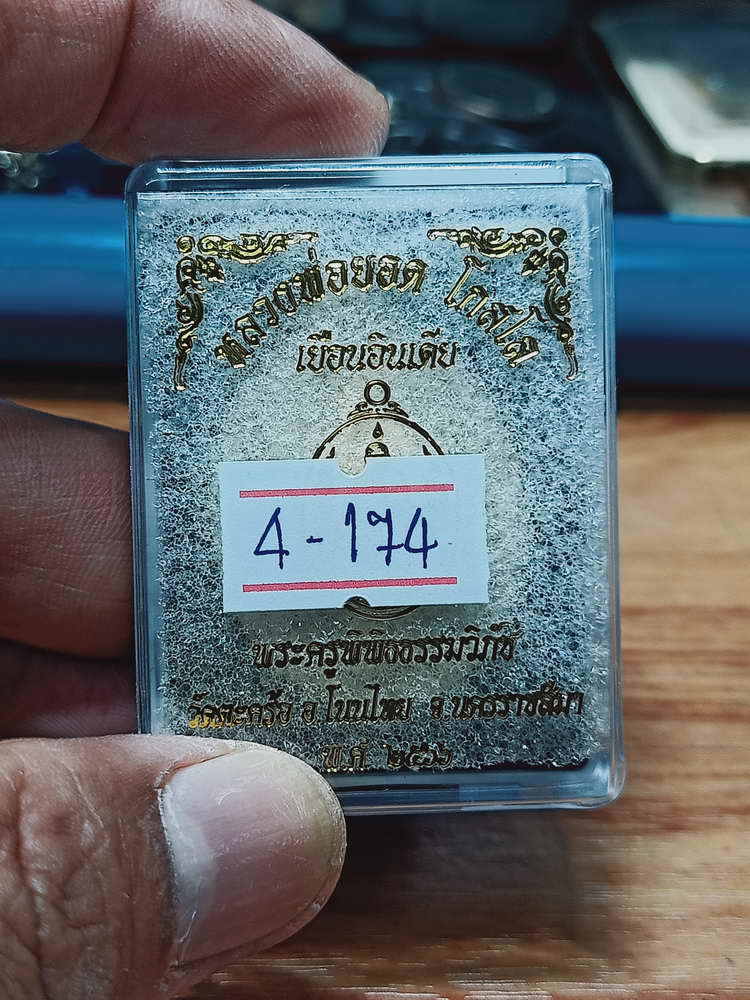 หลวงพ่อยอด โกสโล
เยือนอินเดีย
4-174
พระครูพิพิธธรรมวิภัช
วัดตะคร้อ อ.โนนไทย จ.นครราชสีมา
พ.ศ. ๒๕๖๖